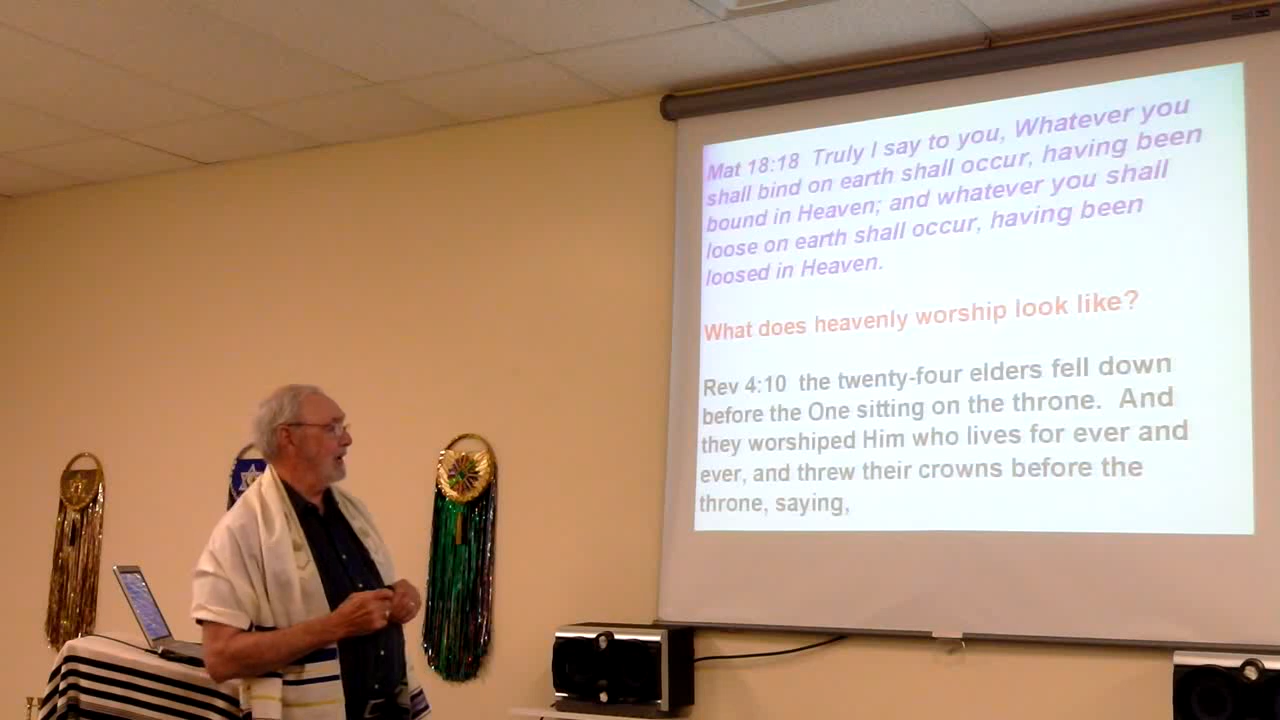 Mat 18:18  Truly I say to you, Whatever you
shall bind on earth shall occur, having been
bound in Heaven; and whatever you shall
loose on earth shall occur, having been
loosed in Heaven.
What does heavenly worship look like?
Rev 4:10  the twenty-four elders fell down
before the One sitting on the throne.  And
they worshiped Him who lives for ever and
ever, and threw their crowns before the
throne, saying,